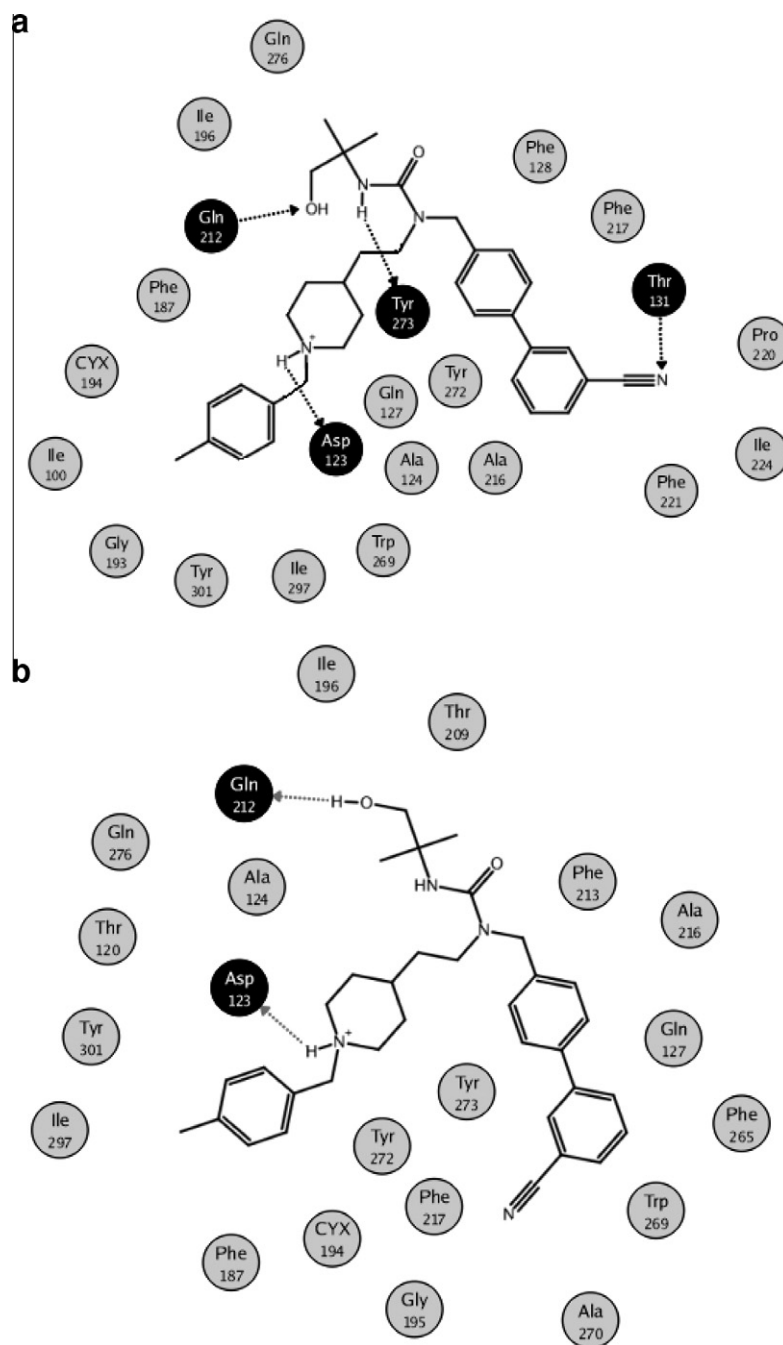 a
Gln
276
Ile
196
O
Phe
128
N
H
N
OH
Gln
212
Phe
217
Phe
187
Tyr
273
Thr
131
Pro
220
H N+
CYX
194
Gln
127
Tyr
272
N
Asp
123
Ile
100
Ala
124
Ala
216
Ile
224
Phe
221
Gly
193
Tyr
301
Ile
297
Trp
269
b
Ile
196
Thr
209
Gln
212
H O
Gln
276
Ala
124
HN
O
Phe
213
Ala
216
Thr
120
N
Asp
123
Tyr
301
H N+
Gln
127
Tyr
273
Ile
297
Tyr
272
Phe
265
Phe
217
N
Trp
269
CYX
194
Phe
187
Gly
195
Ala
270